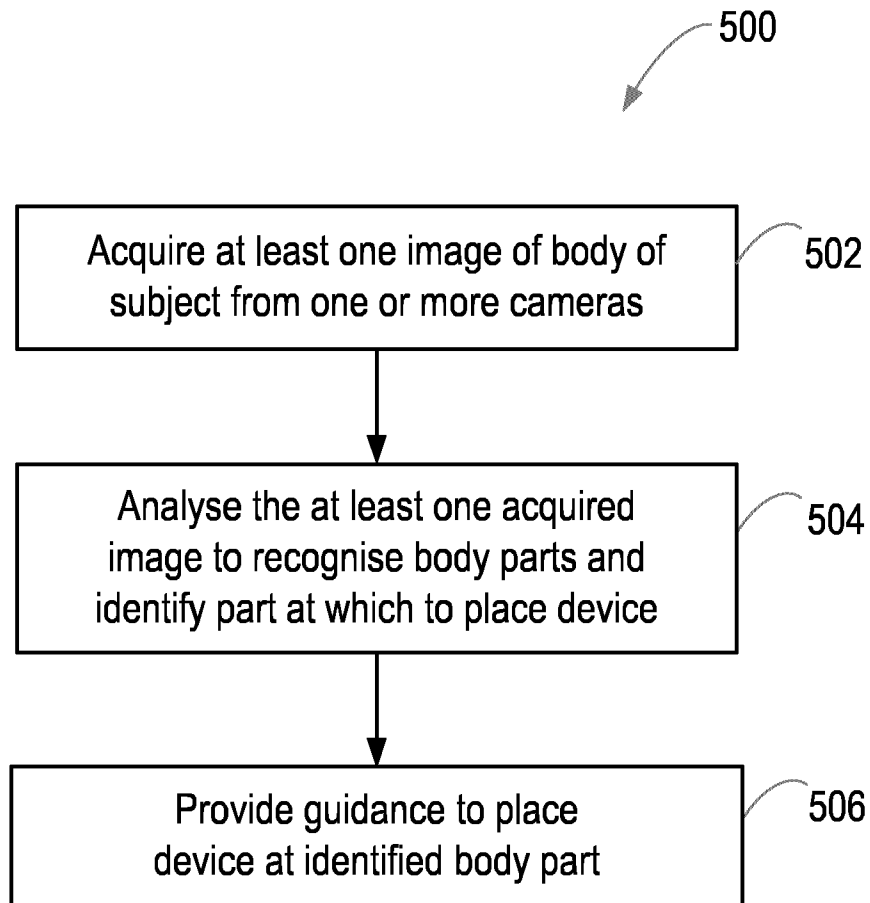 500
Acquire at least one image of body of
subject from one or more cameras
502
Analyse the at least one acquired
image to recognise body parts and
identify part at which to place device
504
Provide guidance to place
device at identified body part
506